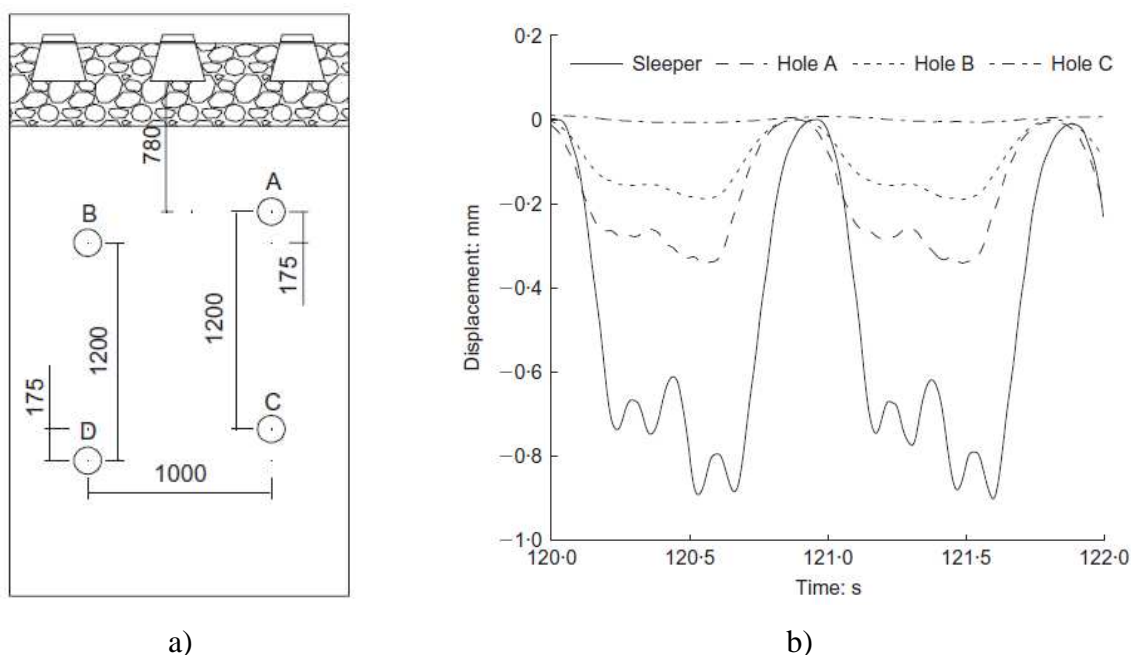 780
A
B
175
1200
1200
175
C
D
1000
a)
0·2
0
−0·2
−0·4
−0·6
−0·8
−1·0
Displacement: mm
Sleeper
Hole A
Hole B
Hole C
120·0
120·5
121·0
121·5
122·0
Time: s
b)